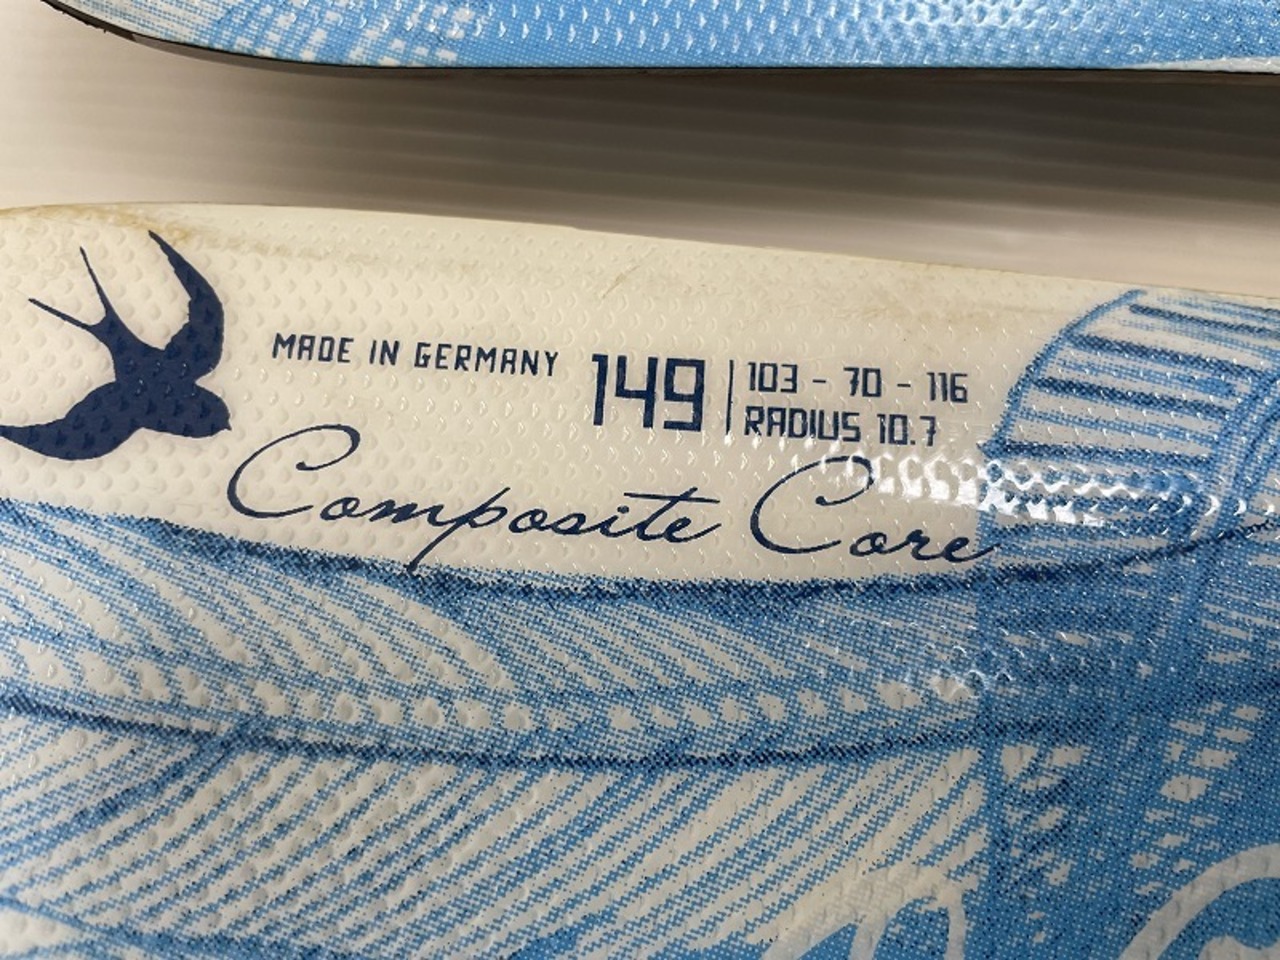 MADE IN GERMANY
149
103 - 70 - 116
RADIUS 10.7
Composite Core